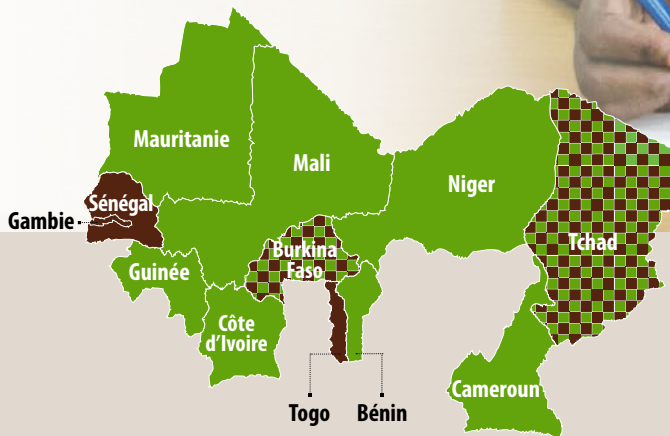 Mauritanie
Mali
Niger
Sénégal
Gambie
Tchad
Burkina
Faso
Guinée
Côte
d'Ivoire
Cameroun
Togo
Bénin